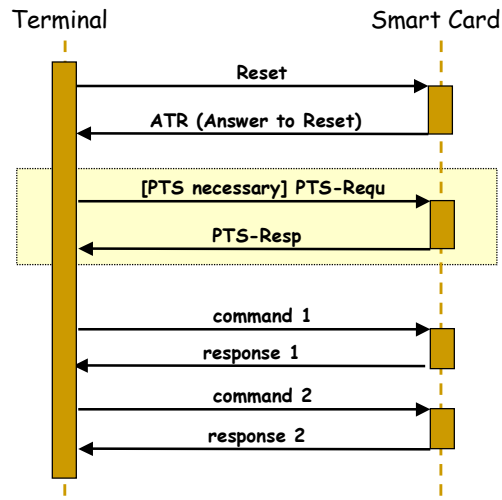 Terminal Smart Card
Reset
ATR (Answer to Reset)
[PTS necessary] PTS-Requ
PTS-Resp
command 1
response 1
command 2
response 2